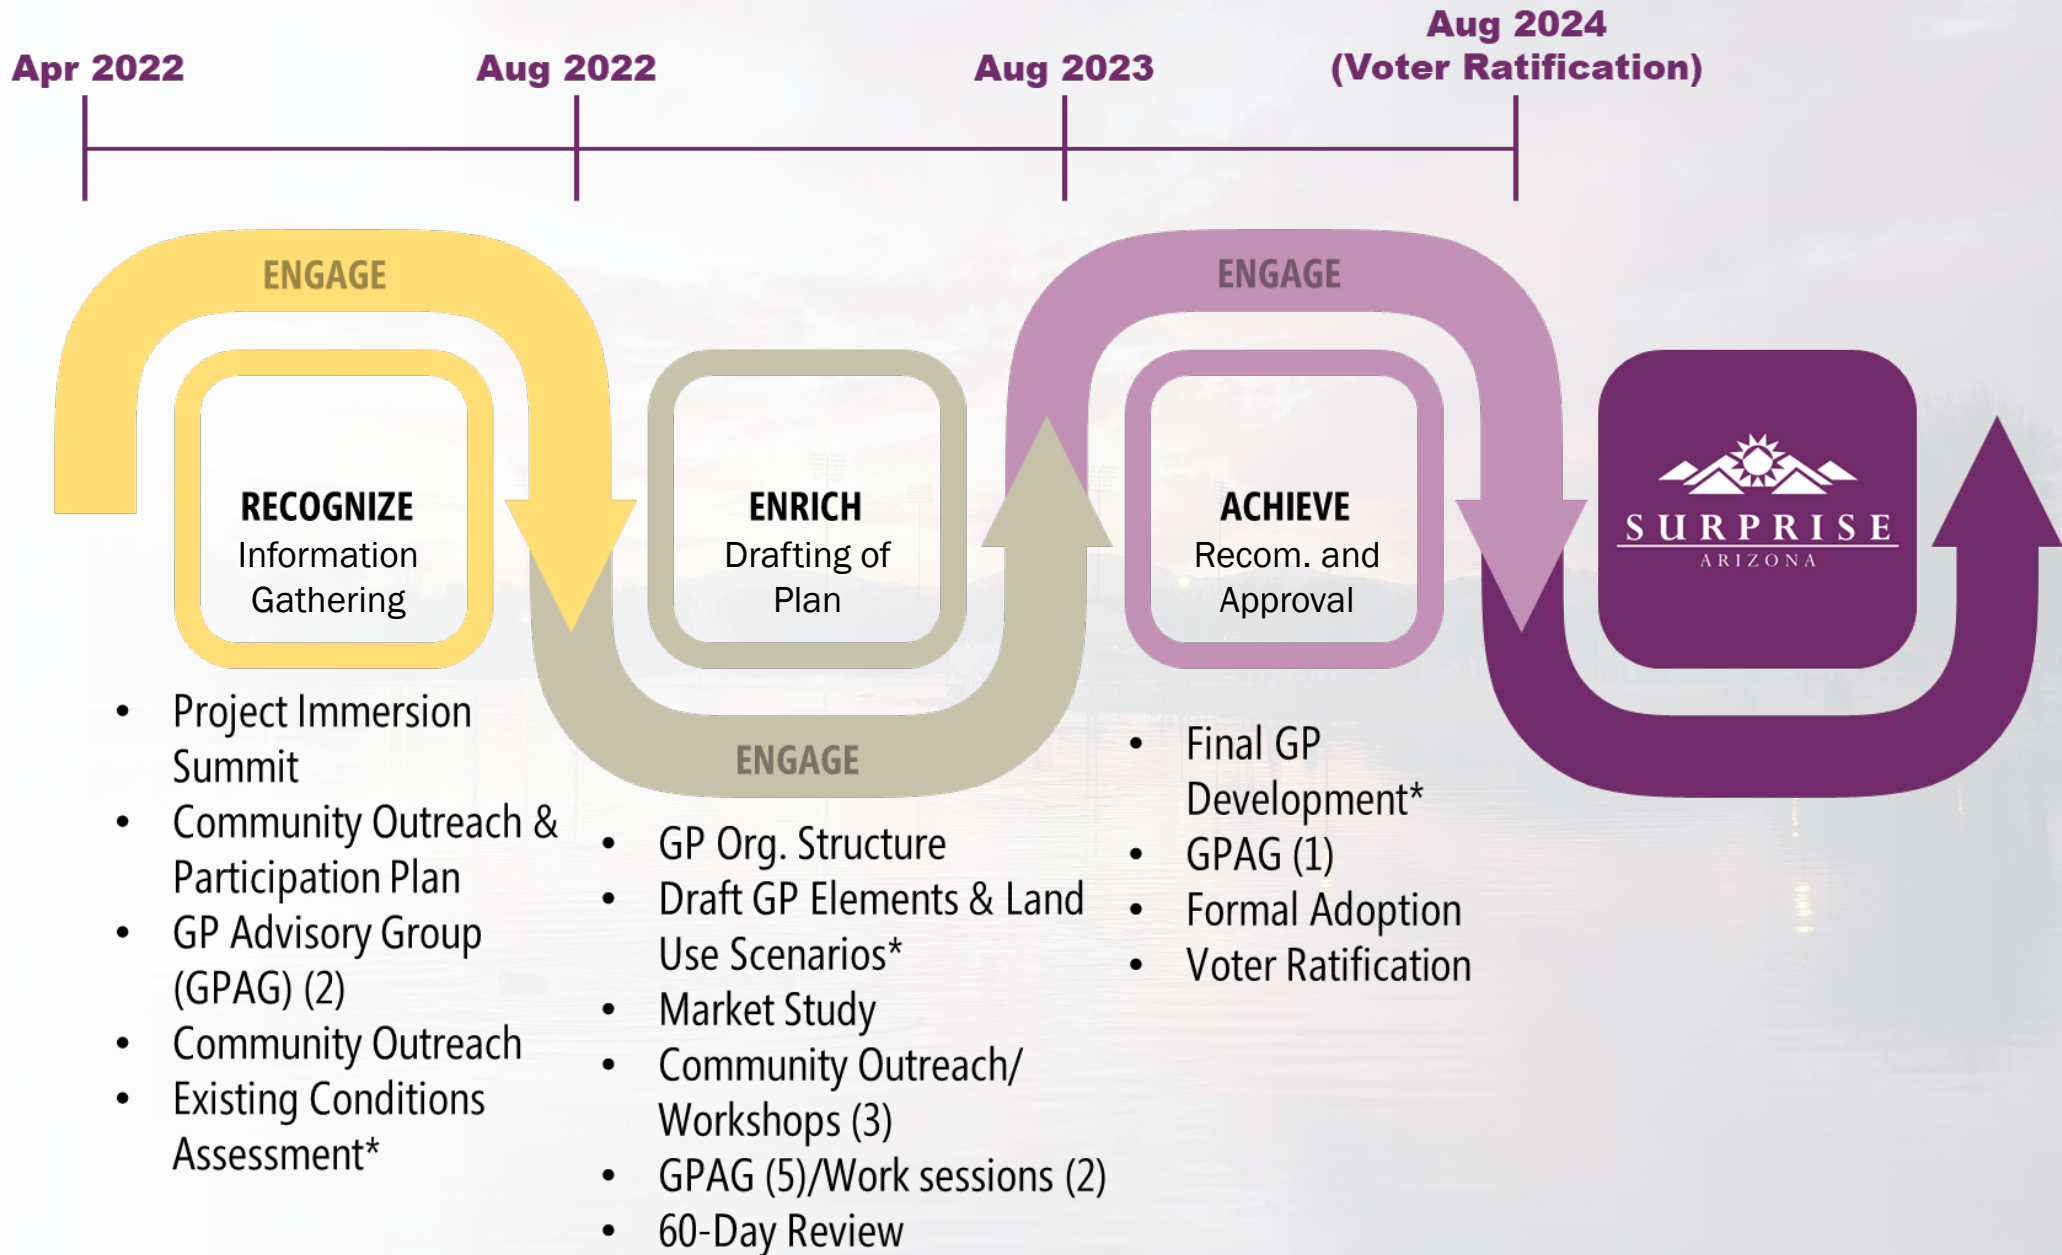 Apr 2022
Aug 2022
Aug 2023
Aug 2024
(Voter Ratification)
ENGAGE
RECOGNIZE
Information
Gathering
• Project Immersion
Summit
• Community Outreach &
Participation Plan
• GP Advisory Group
(GPAG) (2)
• Community Outreach
• Existing Conditions
Assessment*
ENRICH
Drafting of
Plan
ENGAGE
• GP Org. Structure
• Draft GP Elements & Land
Use Scenarios*
• Market Study
• Community Outreach/
Workshops (3)
• GPAG (5)/Work sessions (2)
• 60-Day Review
ENGAGE
ACHIEVE
Recom. and
Approval
• Final GP
Development*
• GPAG (1)
• Formal Adoption
• Voter Ratification
SURPRISE
ARIZONA